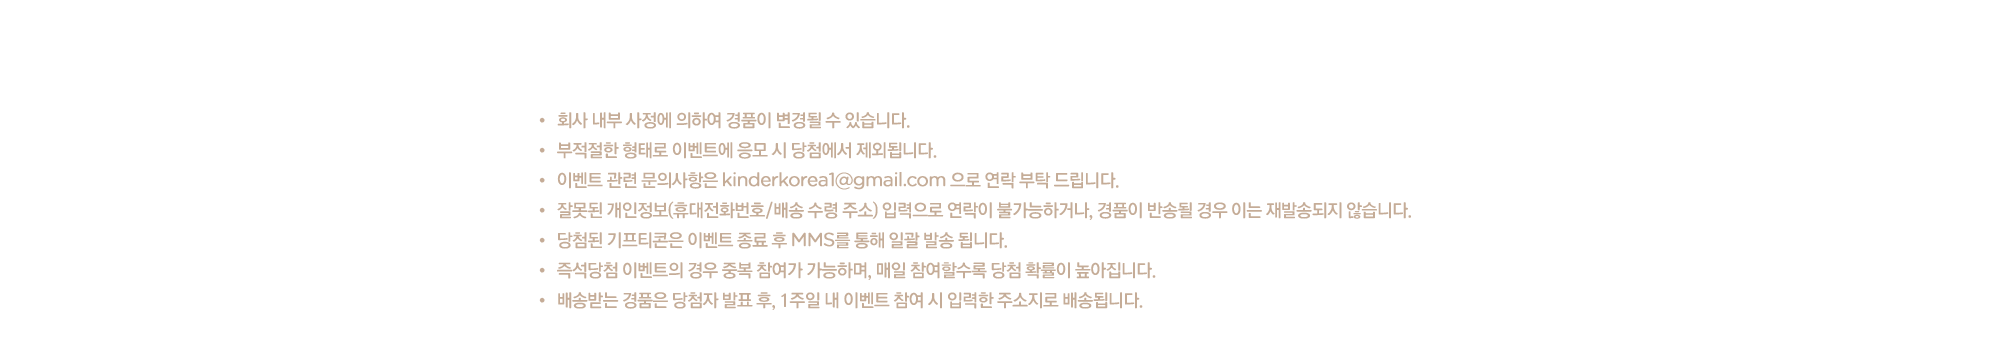 • 회사 내부 사정에 의하여 경품이 변경될 수 있습니다.
• 부적절한 형태로 이벤트에 응모 시 당첨에서 제외됩니다.
• 이벤트 관련 문의사항은 kinderkorea1@gmail.com 으로 연락 부탁 드립니다.
• 잘못된 개인정보(휴대전화번호/배송 수령 주소) 입력으로 연락이 불가능하거나, 경품이 반송될 경우 이는 재발송되지 않습니다.
• 당첨된 기프티콘은 이벤트 종료 후 MMS를 통해 일괄 발송 됩니다.
• 즉석당첨 이벤트의 경우 중복 참여가 가능하며, 매일 참여할수록 당첨 확률이 높아집니다.
• 배송받는 경품은 당첨자 발표 후, 1주일 내 이벤트 참여 시 입력한 주소지로 배송됩니다.